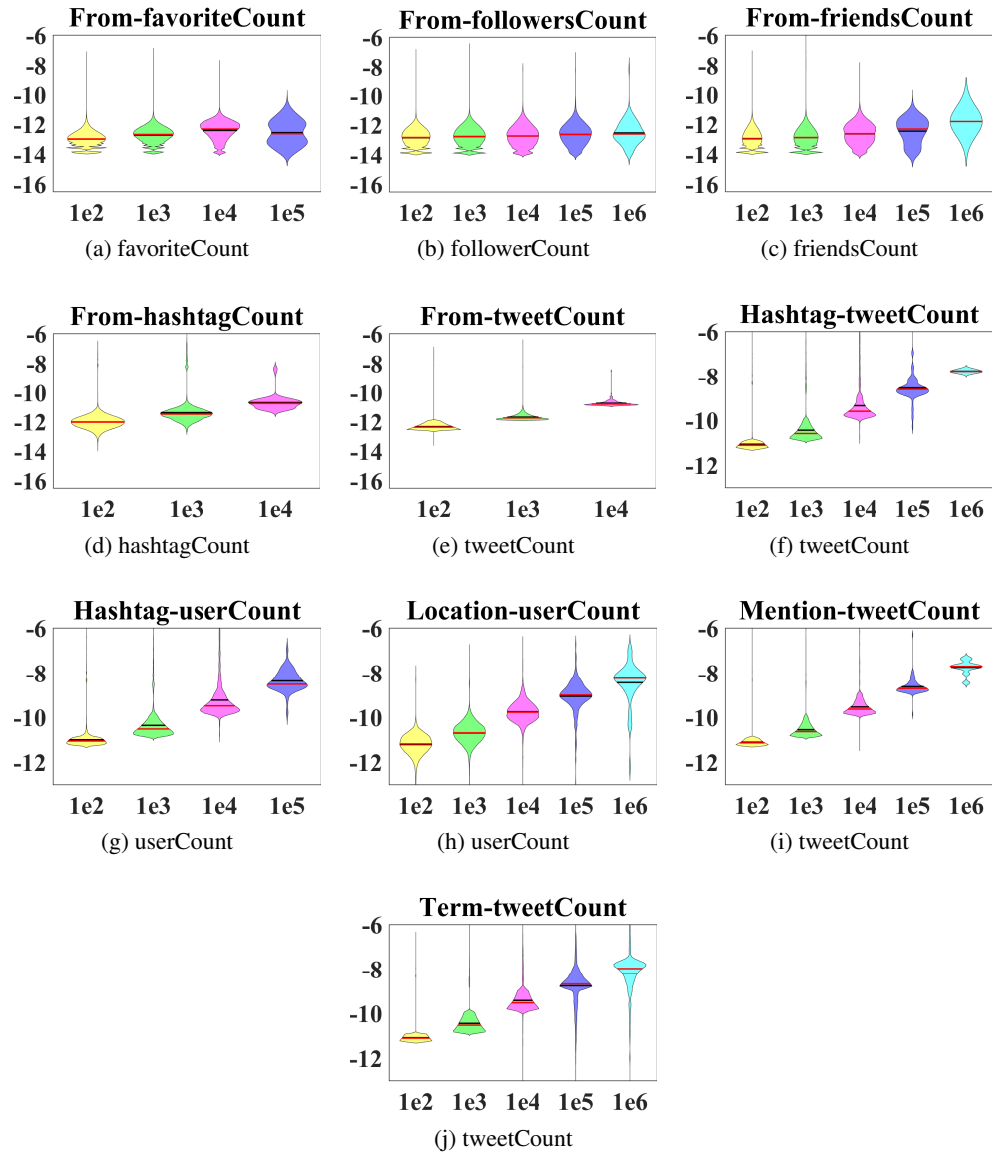 From-favoriteCount
-6
-8
-10
-12
-14
-16
1e2 1e3 1e4 1e5
(a) favoriteCount
From-followersCount
-6
-8
-10
-12
-14
-16
1e2 1e3 1e4 1e5 1e6
(b) followerCount
From-friendsCount
-6
-8
-10
-12
-14
-16
1e2 1e3 1e4 1e5 1e6
(c) friendsCount
From-hashtagCount
-6
-8
-10
-12
-14
-16
1e2 1e3 1e4
(d) hashtagCount
From-tweetCount
-6
-8
-10
-12
-14
-16
1e2 1e3 1e4
(e) tweetCount
Hashtag-tweetCount
-6
-8
-10
-12
1e2 1e3 1e4 1e5 1e6
(f) tweetCount
Hashtag-userCount
-6
-8
-10
-12
1e2 1e3 1e4 1e5
(g) userCount
Location-userCount
-6
-8
-10
-12
1e2 1e3 1e4 1e5 1e6
(h) userCount
Mention-tweetCount
-6
-8
-10
-12
1e2 1e3 1e4 1e5 1e6
(i) tweetCount
Term-tweetCount
-6
-8
-10
-12
1e2 1e3 1e4 1e5 1e6
(j) tweetCount